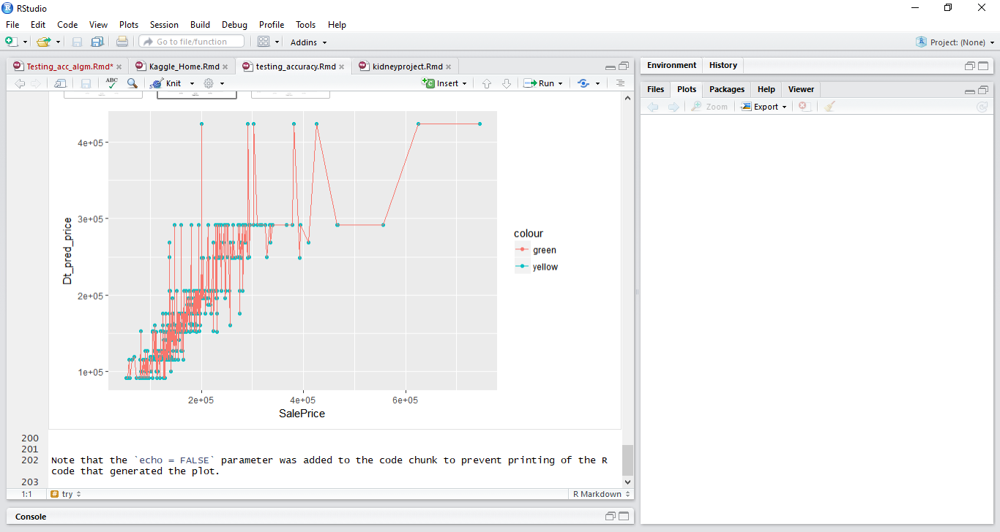 RStudio
File Edit Code View Plots Session Build Debug Profile Tools Help
Go to file/function Addins Project: (None)
Testing_acc_algm.Rmd* Kaggle_Home.Rmd testing_accuracy.Rmd kidneyproject.Rmd
ABC Knit Insert Run
Environment History
Files Plots Packages Help Viewer
Zoom Export
4e+05
3e+05
2e+05
1e+05
Dt_pred_price
2e+05 4e+05 6e+05
SalePrice
colour
green
yellow
200
201
202 Note that the `echo = FALSE` parameter was added to the code chunk to prevent printing of the R
code that generated the plot.
203
1:1 # try R Markdown
Console